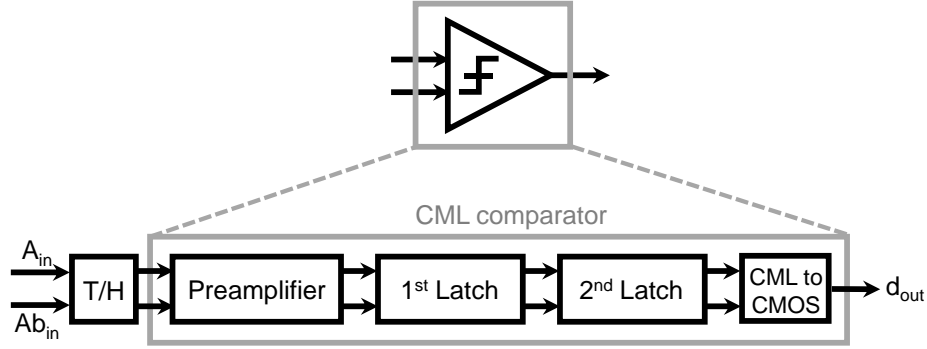 CML comparator
A_in
Ab_in
T/H
Preamplifier
1st Latch
2nd Latch
CML to
CMOS
d_out